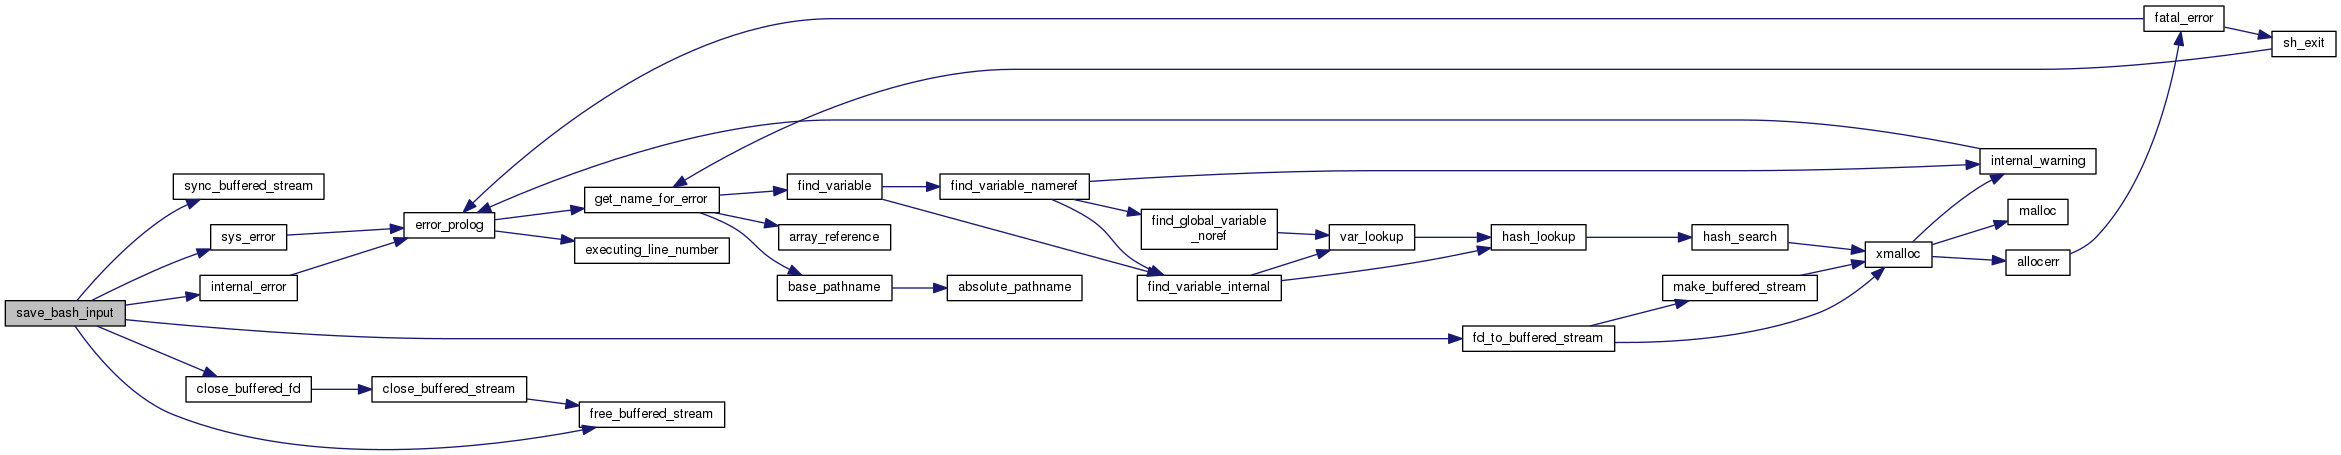 fatal_error
sh_exit
internal_warning
sync_buffered_stream
find_variable
find_variable_nameref
get_name_for_error
malloc
find_global_variable
_noref
error_prolog
sys_error
array_reference
var_lookup
hash_lookup
hash_search
executing_line_number
xmalloc
allocerr
internal_error
base_pathname
absolute_pathname
find_variable_internal
make_buffered_stream
save_bash_input
fd_to_buffered_stream
close_buffered_fd
close_buffered_stream
free_buffered_stream